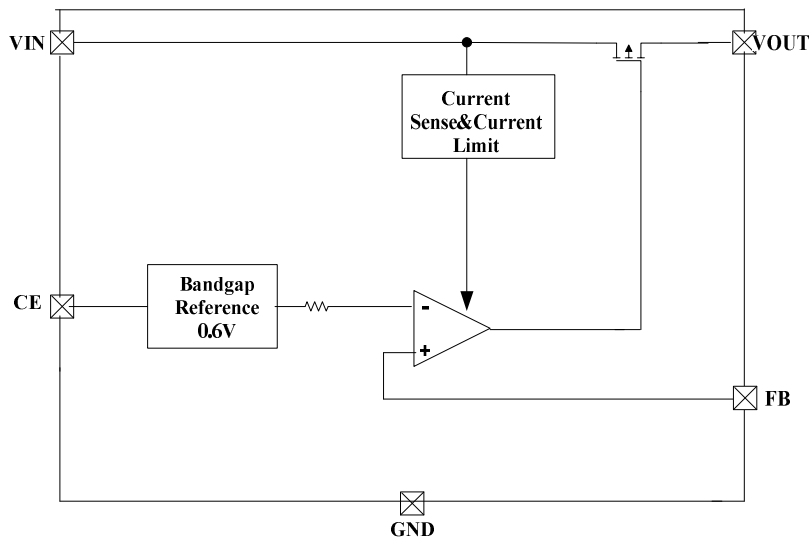 VIN
VOUT
Current
Sense&Current
Limit
Bandgap
Reference
0.6V
CE
-
+
FB
GND